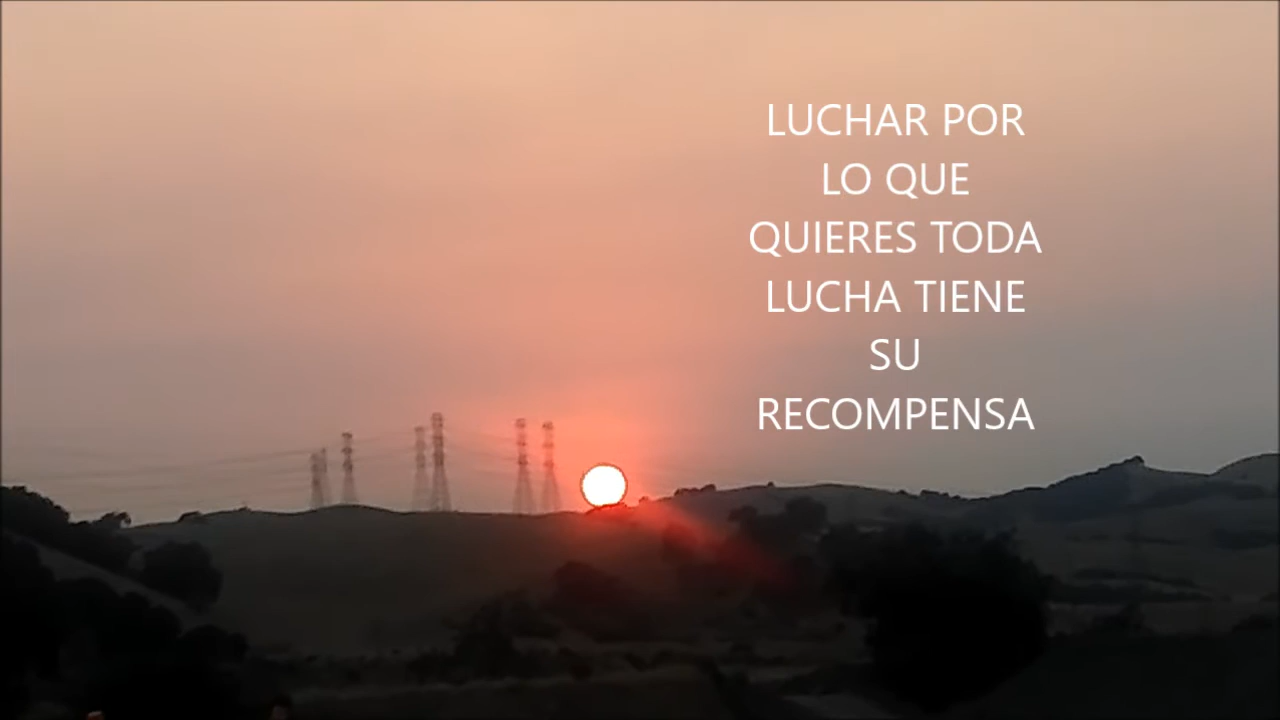 LUCHAR POR
LO QUE
QUIERES TODA
LUCHA TIENE
SU
RECOMPENSA